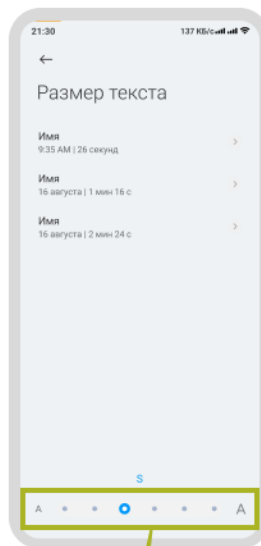 21:30 137 КБ/с
Размер текста
Имя
9:35 AM | 26 секунд
Имя
16 августа | 1 мин 16 с
Имя
16 августа | 2 мин 24 с
S
A A